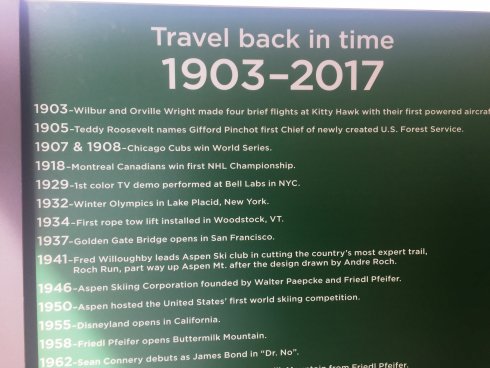 Travel back in time
1903–2017
1903–Wilbur and Orville Wright made four brief flights at Kitty Hawk with their first powered aircraf
1905–Teddy Roosevelt names Gifford Pinchot first Chief of newly created U.S. Forest Service.
1907 & 1908–Chicago Cubs win World Series.
1918–Montreal Canadians win first NHL Championship.
1929–1st color TV demo performed at Bell Labs in NYC.
1932–Winter Olympics in Lake Placid, New York.
1934–First rope tow lift installed in Woodstock, VT.
1937–Golden Gate Bridge opens in San Francisco.
1941–Fred Willoughby leads Aspen Ski club in cutting the country's most expert trail,
Roch Run, part way up Aspen Mt. after the design drawn by Andre Roch.
1946–Aspen Skiing Corporation founded by Walter Paepcke and Friedl Pfeifer.
1950–Aspen hosted the United States' first world skiing competition.
1955–Disneyland opens in California.
1958–Friedl Pfeifer opens Buttermilk Mountain.
1962–Sean Connery debuts as James Bond in "Dr. No".
Mountain from Friedl Pfeifer.